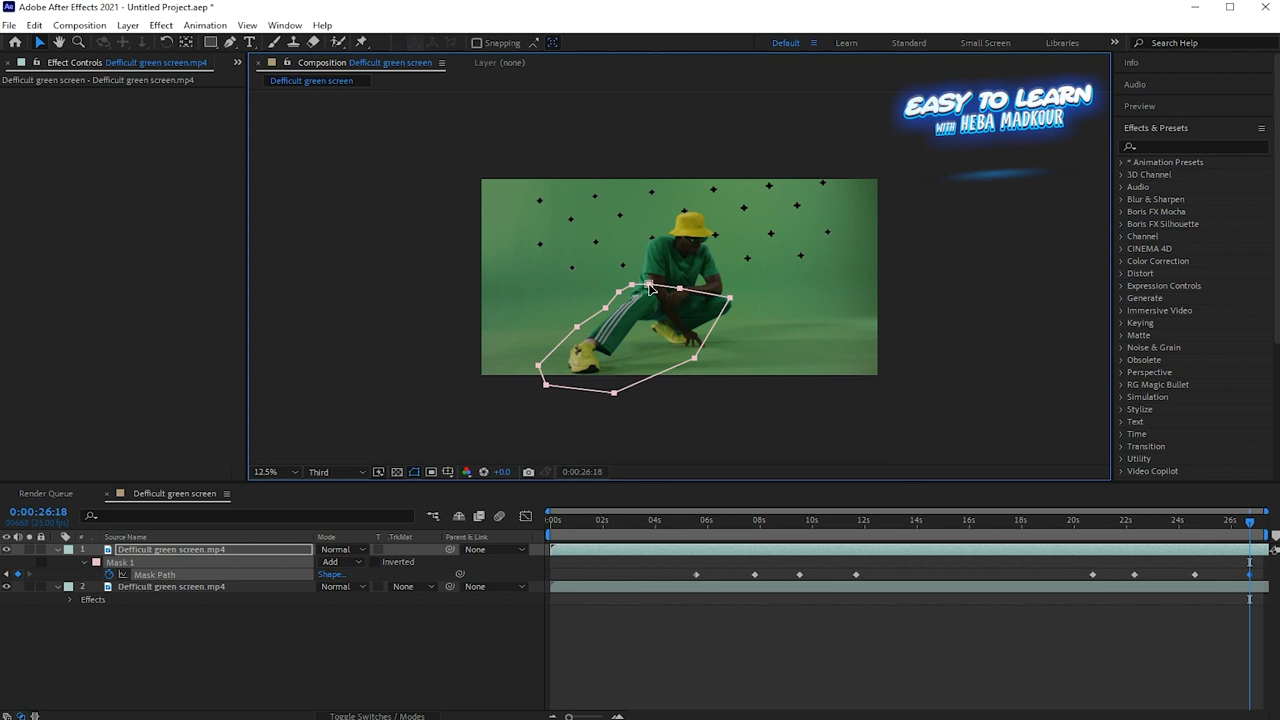 Adobe After Effects 2021 - Untitled Project.aep *
File Edit Composition Layer Effect Animation Window Help
Snapping Default Learn Standard Small Screen Libraries Search Help
Effect Controls Defficult green screen.mp4
Composition Defficult green screen
Layer (none)
Info
Defficult green screen • Defficult green screen.mp4
Defficult green screen
Audio
EASY TO LEARN
WITH HEBA MADKOUR
Preview
Effects & Presets
* Animation Presets
3D Channel
Audio
Blur & Sharpen
Boris FX Mocha
Boris FX Silhouette
Channel
CINEMA 4D
Color Correction
Distort
Expression Controls
Generate
Immersive Video
Keying
Matte
Noise & Grain
Obsolete
Perspective
RG Magic Bullet
Simulation
Stylize
Text
Time
Transition
Utility
Video Copilot
12.5% Third +0.0 0:00:26:18
Render Queue Defficult green screen
0:00:26:18
00668 (25.00 fps)
:00s 02s 04s 06s 08s 10s 12s 14s 16s 18s 20s 22s 24s 26s
# Source Name Mode T .TrkMat Parent & Link
1 Defficult green screen.mp4 Normal None
Mask 1 Add Inverted
Mask Path Shape...
2 Defficult green screen.mp4 Normal None None
Effects
Toggle Switches / Modes